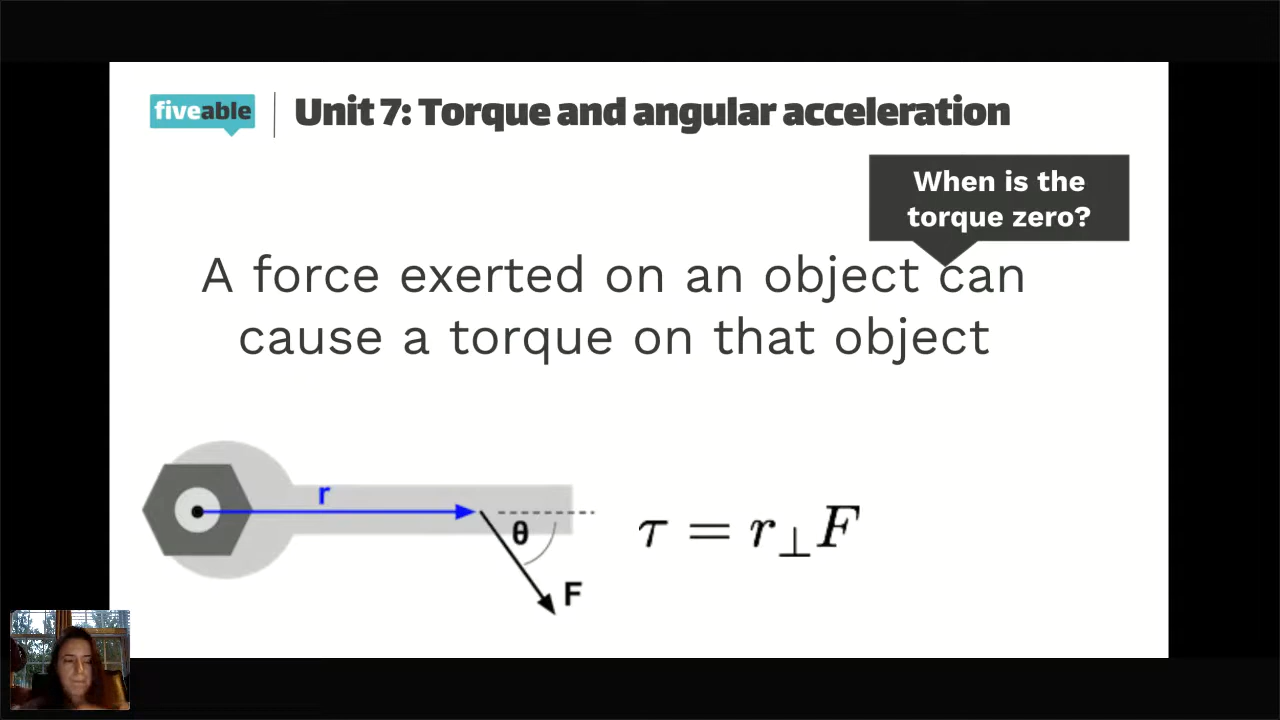 fiveable
Unit 7: Torque and angular acceleration
When is the
torque zero?
A force exerted on an object can
cause a torque on that object
r
θ
F
τ = r⊥F